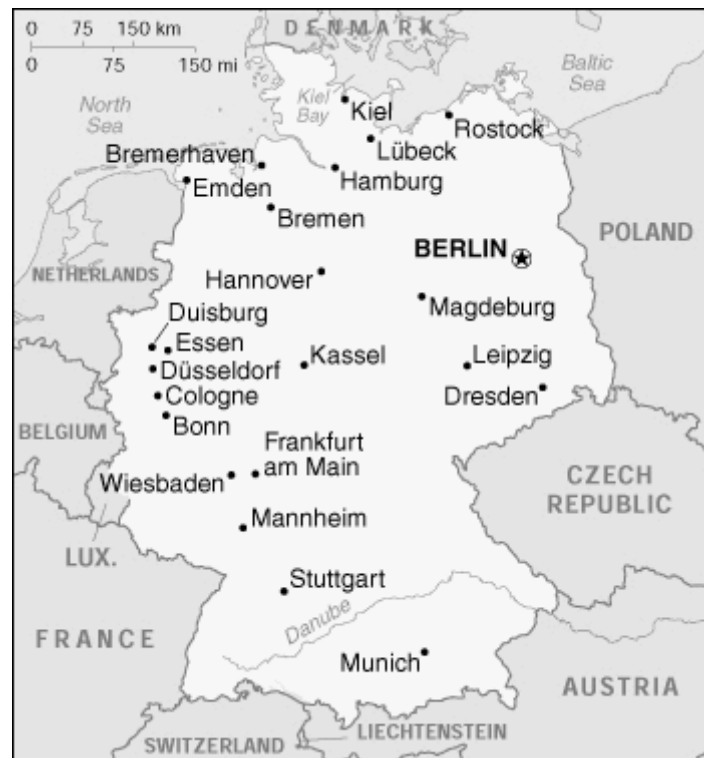 DENMARK
0 75 150 km
0 75 150 mi
North
Sea
Kiel
Bay
Baltic
Sea
Kiel
Rostock
Lübeck
Bremerhaven
Hamburg
Emden
Bremen
POLAND
BERLIN
NETHERLANDS
Hannover
Magdeburg
Duisburg
Essen
Kassel
Leipzig
Düsseldorf
Dresden
Cologne
Bonn
BELGIUM
Frankfurt
am Main
Wiesbaden
CZECH
REPUBLIC
Mannheim
LUX.
Stuttgart
Danube
FRANCE
Munich
AUSTRIA
LIECHTENSTEIN
SWITZERLAND